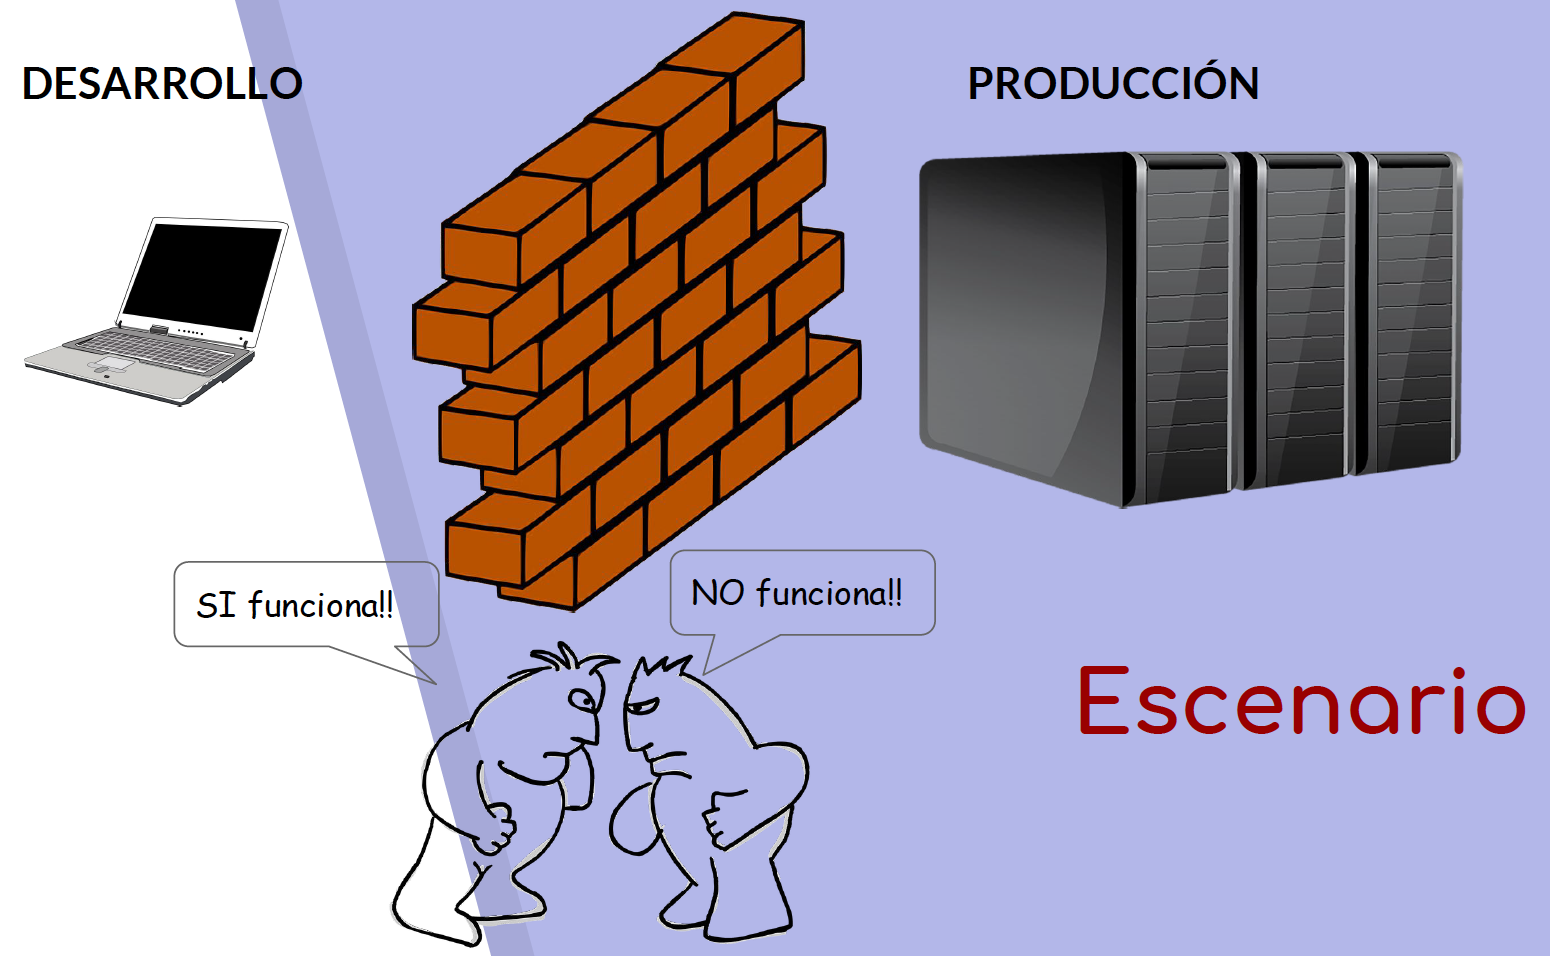 DESARROLLO
PRODUCCIÓN
SI funciona!!
NO funciona!!
Escenario